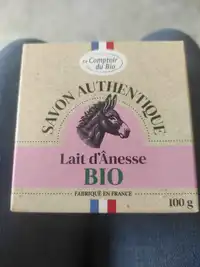 Le Comptoir
du Bio
SAVON AUTHENTIQUE
Lait d'Ânesse
BIO
FABRIQUÉ EN FRANCE
100 g